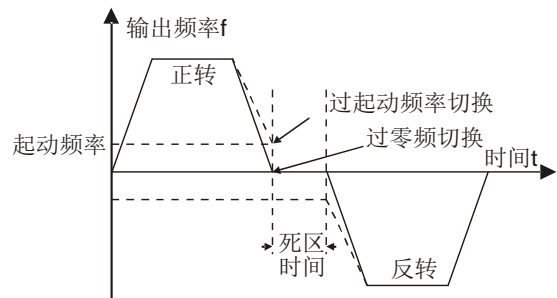 输出频率f
正转
过起动频率切换
起动频率
过零频切换
时间t
死区
时间
反转